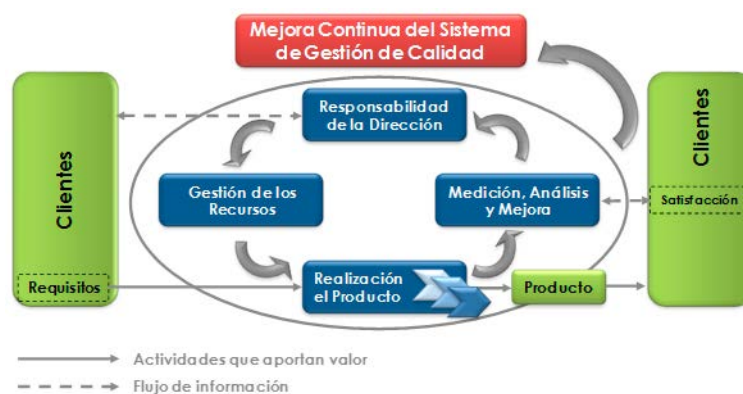 Mejora Continua del Sistema
de Gestión de Calidad
Clientes
Responsabilidad
de la Dirección
Clientes
Gestión de los
Recursos
Medición, Análisis
y Mejora
Satisfacción
Requisitos
Realización
el Producto
Producto
Actividades que aportan valor
Flujo de información